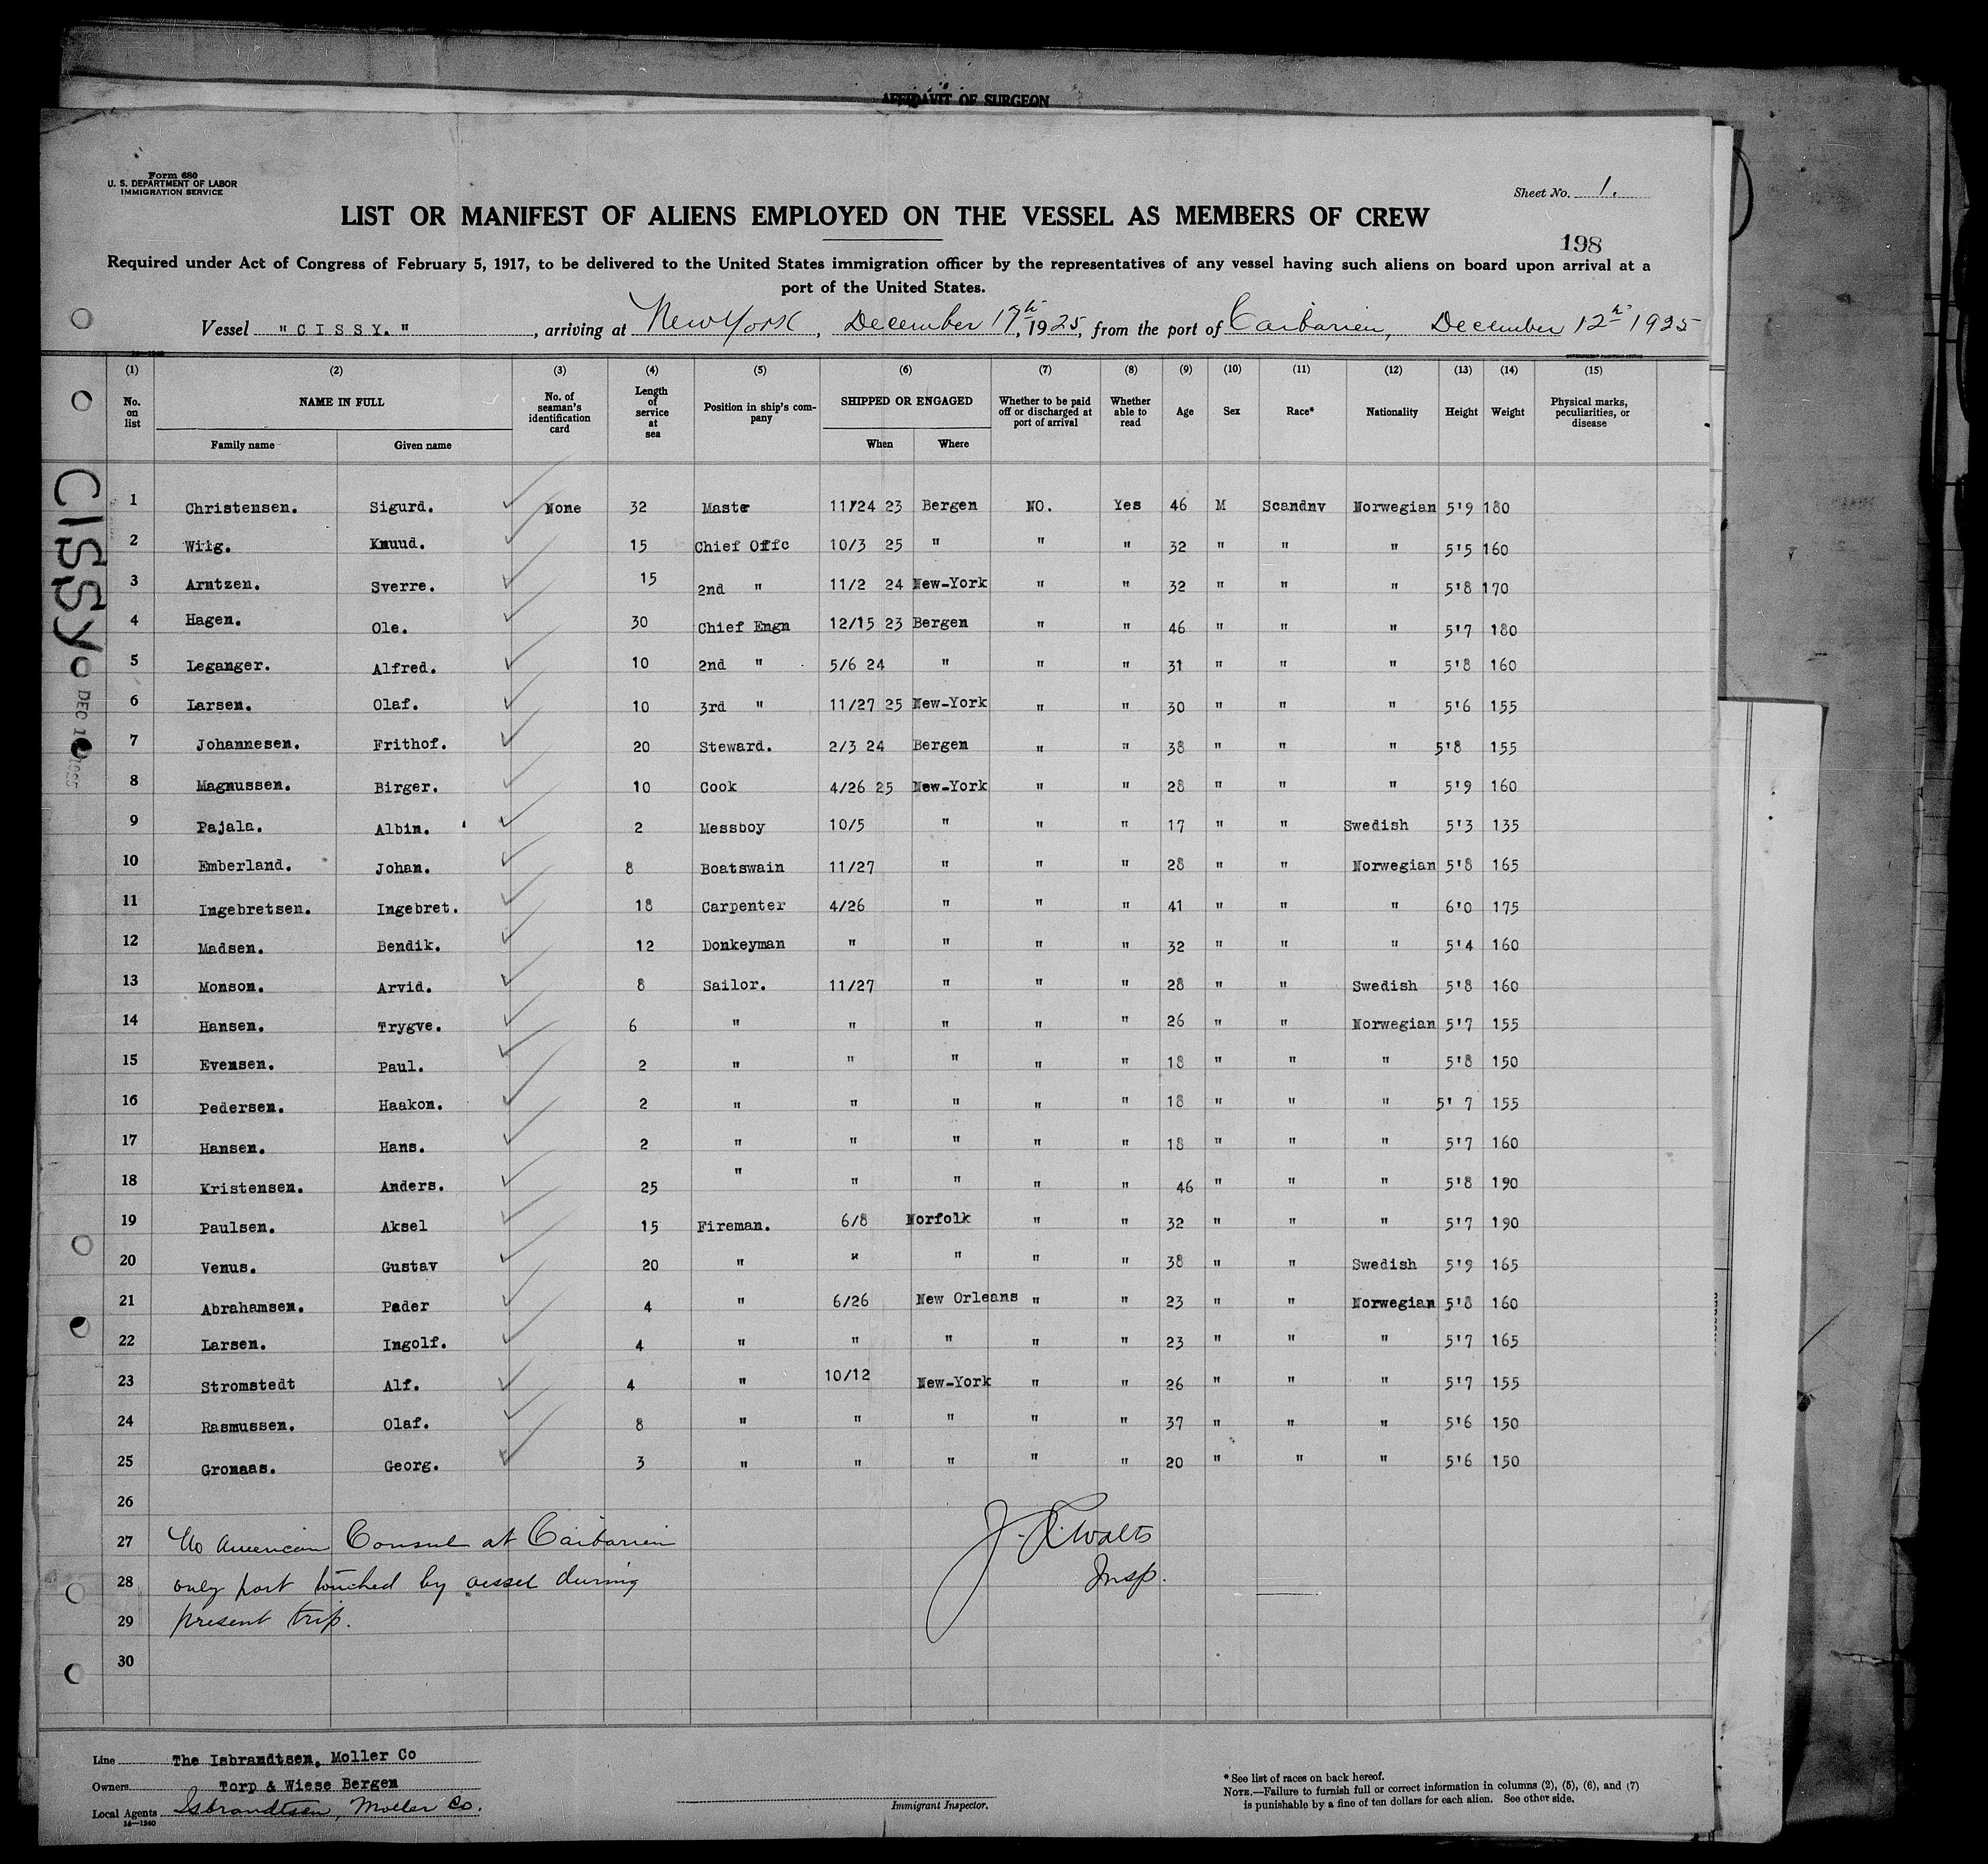 AFFIDAVIT OF SURGEON
Form 680
U. S. DEPARTMENT OF LABOR
IMMIGRATION SERVICE
Sheet No. 1.
LIST OR MANIFEST OF ALIENS EMPLOYED ON THE VESSEL AS MEMBERS OF CREW
198
Required under Act of Congress of February 5, 1917, to be delivered to the United States immigration officer by the representatives of any vessel having such aliens on board upon arrival at a
port of the United States.
Vessel "CISSY.", arriving at New York, December 17th, 1925, from the port of Caibarien, December 12th 1925
(1) (2) (3) (4) (5) (6) (7) (8) (9) (10) (11) (12) (13) (14) (15)
No. on list NAME IN FULL Family name Given name No. of seaman's identification card Length of service at sea Position in ship's company SHIPPED OR ENGAGED When Where Whether to be paid off or discharged at port of arrival Whether able to read Age Sex Race* Nationality Height Weight Physical marks, peculiarities, or disease
CISSY
1 Christensen. Sigurd. None 32 Maste 11/24 23 Bergen NO. Yes 46 M Scandnv Norwegian 5'9 180
2 Wiig. Knuud. 15 Chief Offc 10/3 25 " " " 32 " " " 5'5 160
3 Arntzen. Sverre. 15 2nd " 11/2 24 New-York " " 32 " " " 5'8 170
4 Hagen. Ole. 30 Chief Engn 12/15 23 Bergen " " 46 " " " 5'7 180
5 Leganger. Alfred. 10 2nd " 5/6 24 " " " 31 " " " 5'8 160
6 Larsen. Olaf. 10 3rd " 11/27 25 New-York " " 30 " " " 5'6 155
7 Johannesen. Frithof. 20 Steward. 2/3 24 Bergen " " 38 " " " 5'8 155
8 Magnussen. Birger. 10 Cook 4/26 25 New-York " " 28 " " " 5'9 160
9 Pajala. Albin. 2 Messboy 10/5 " " " 17 " " Swedish 5'3 135
10 Emberland. Johan. 8 Boatswain 11/27 " " " 28 " " Norwegian 5'8 165
11 Ingebretsen. Ingebret. 18 Carpenter 4/26 " " " 41 " " " 6'0 175
12 Madsen. Bendik. 12 Donkeyman " " " " 32 " " " 5'4 160
13 Monson. Arvid. 8 Sailor. 11/27 " " " 28 " " Swedish 5'8 160
14 Hansen. Trygve. 6 " " " " " 26 " " Norwegian 5'7 155
15 Evensen. Paul. 2 " " " " " 18 " " " 5'8 150
16 Pedersen. Haakon. 2 " " " " " 18 " " " 5'7 155
17 Hansen. Hans. 2 " " " " " 18 " " " 5'7 160
18 Kristensen. Anders. 25 " " " " " 46 " " " 5'8 190
19 Paulsen. Aksel 15 Fireman. 6/8 Norfolk " " 32 " " " 5'7 190
20 Venus. Gustav 20 " " " " " 38 " " Swedish 5'9 165
21 Abrahamsen. Peder 4 " 6/26 New Orleans " " 23 " " Norwegian 5'8 160
22 Larsen. Ingolf. 4 " " " " " 23 " " " 5'7 165
23 Stromstedt Alf. 4 " 10/12 New-York " " 26 " " " 5'7 155
24 Rasmussen. Olaf. 8 " " " " " 37 " " " 5'6 150
25 Gronaas. Georg. 3 " " " " " 20 " " " 5'6 150
26
27 No American Consul at Caibarien
28 only port touched by vessel during
29 present trip.
30
Insp.
Line The Isbrandtsen, Moller Co
Owners Torp & Wiese Bergen
Local Agents Isbrandtsen, Moller Co.
14—1240
Immigrant Inspector.
* See list of races on back hereof.
NOTE.—Failure to furnish full or correct information in columns (2), (5), (6), and (7)
is punishable by a fine of ten dollars for each alien. See other side.